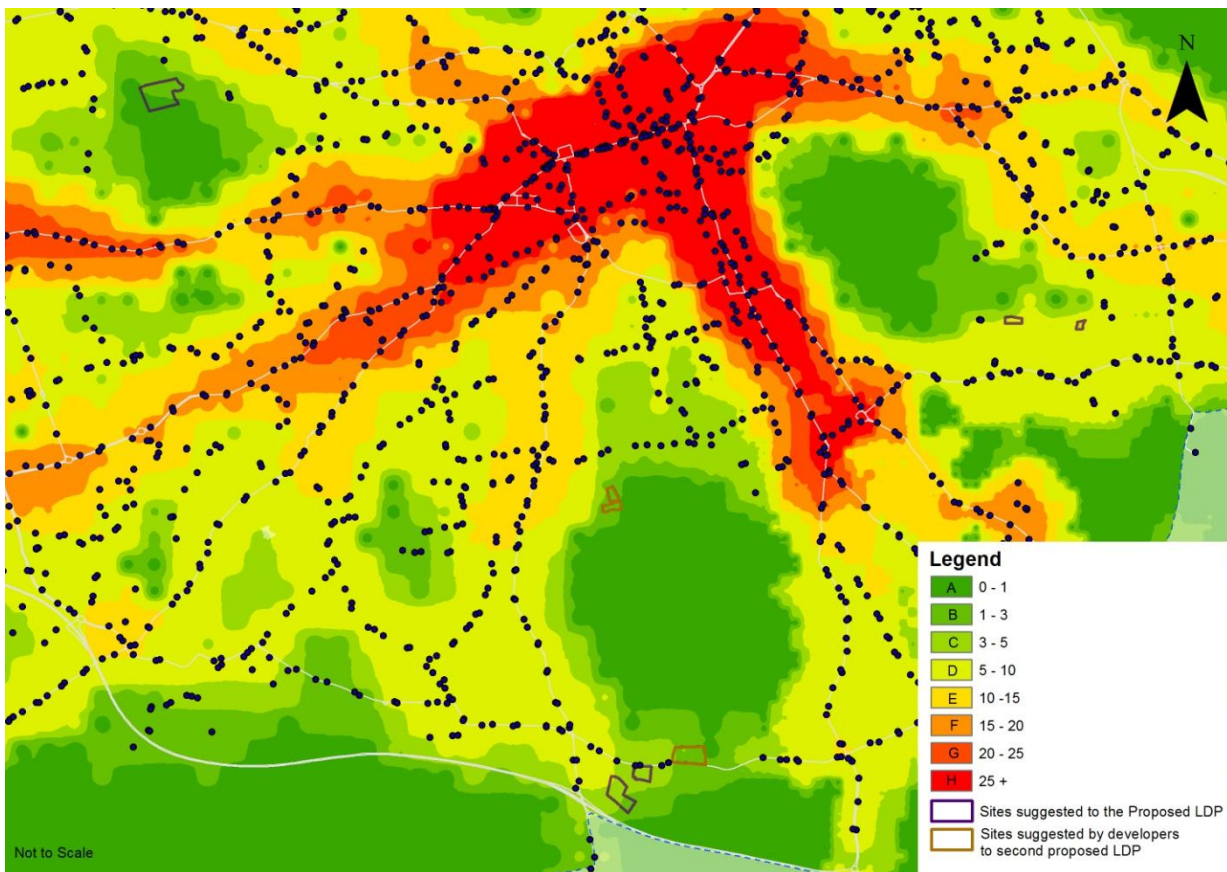 N
Legend
A 0 - 1
B 1 - 3
C 3 - 5
D 5 - 10
E 10 -15
F 15 - 20
G 20 - 25
H 25 +
Sites suggested to the Proposed LDP
Sites suggested by developers
to second proposed LDP
Not to Scale